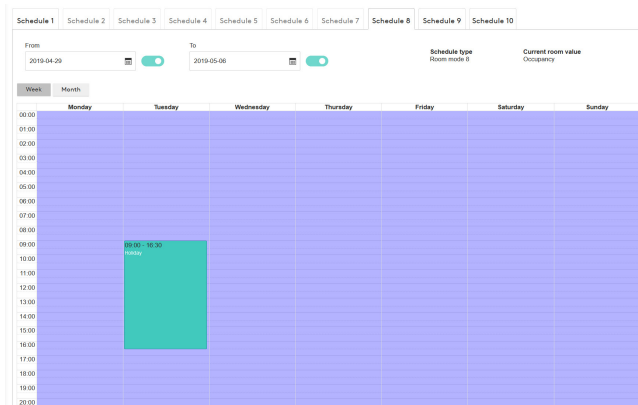 Schedule 1 Schedule 2 Schedule 3 Schedule 4 Schedule 5 Schedule 6 Schedule 7 Schedule 8 Schedule 9 Schedule 10
From To
2019-04-29 2019-05-06
Schedule type Current room value
Room mode 8 Occupancy
Week Month
Monday Tuesday Wednesday Thursday Friday Saturday Sunday
00:00
01:00
02:00
03:00
04:00
05:00
06:00
07:00
08:00
09:00 09:00 - 16:30
Holiday
10:00
11:00
12:00
13:00
14:00
15:00
16:00
17:00
18:00
19:00
20:00